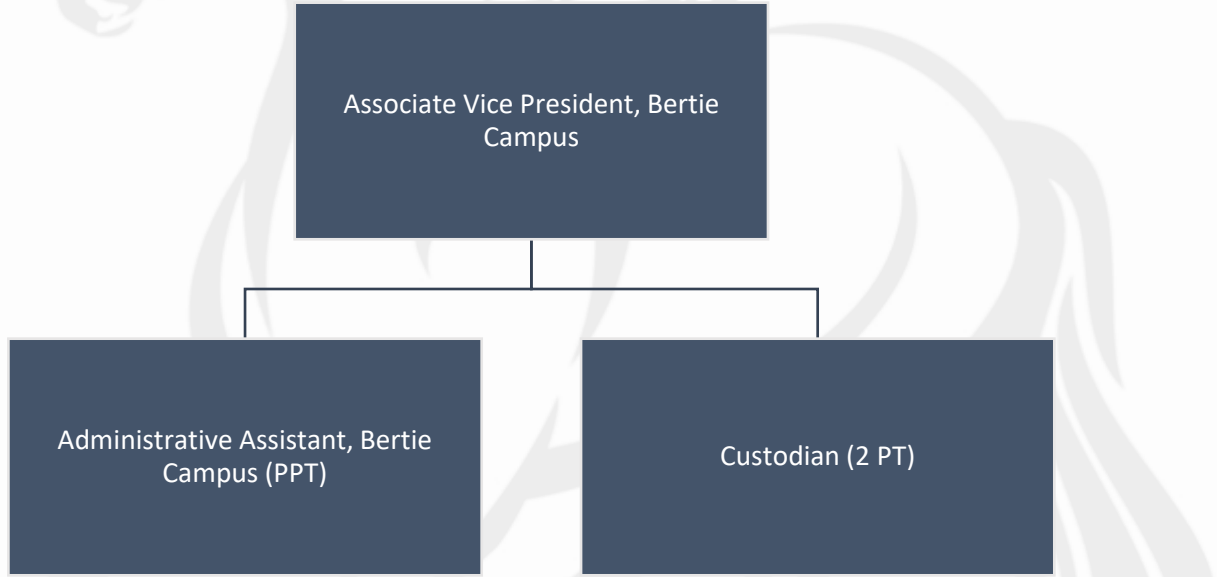 Associate Vice President, Bertie
Campus
Administrative Assistant, Bertie
Campus (PPT)
Custodian (2 PT)